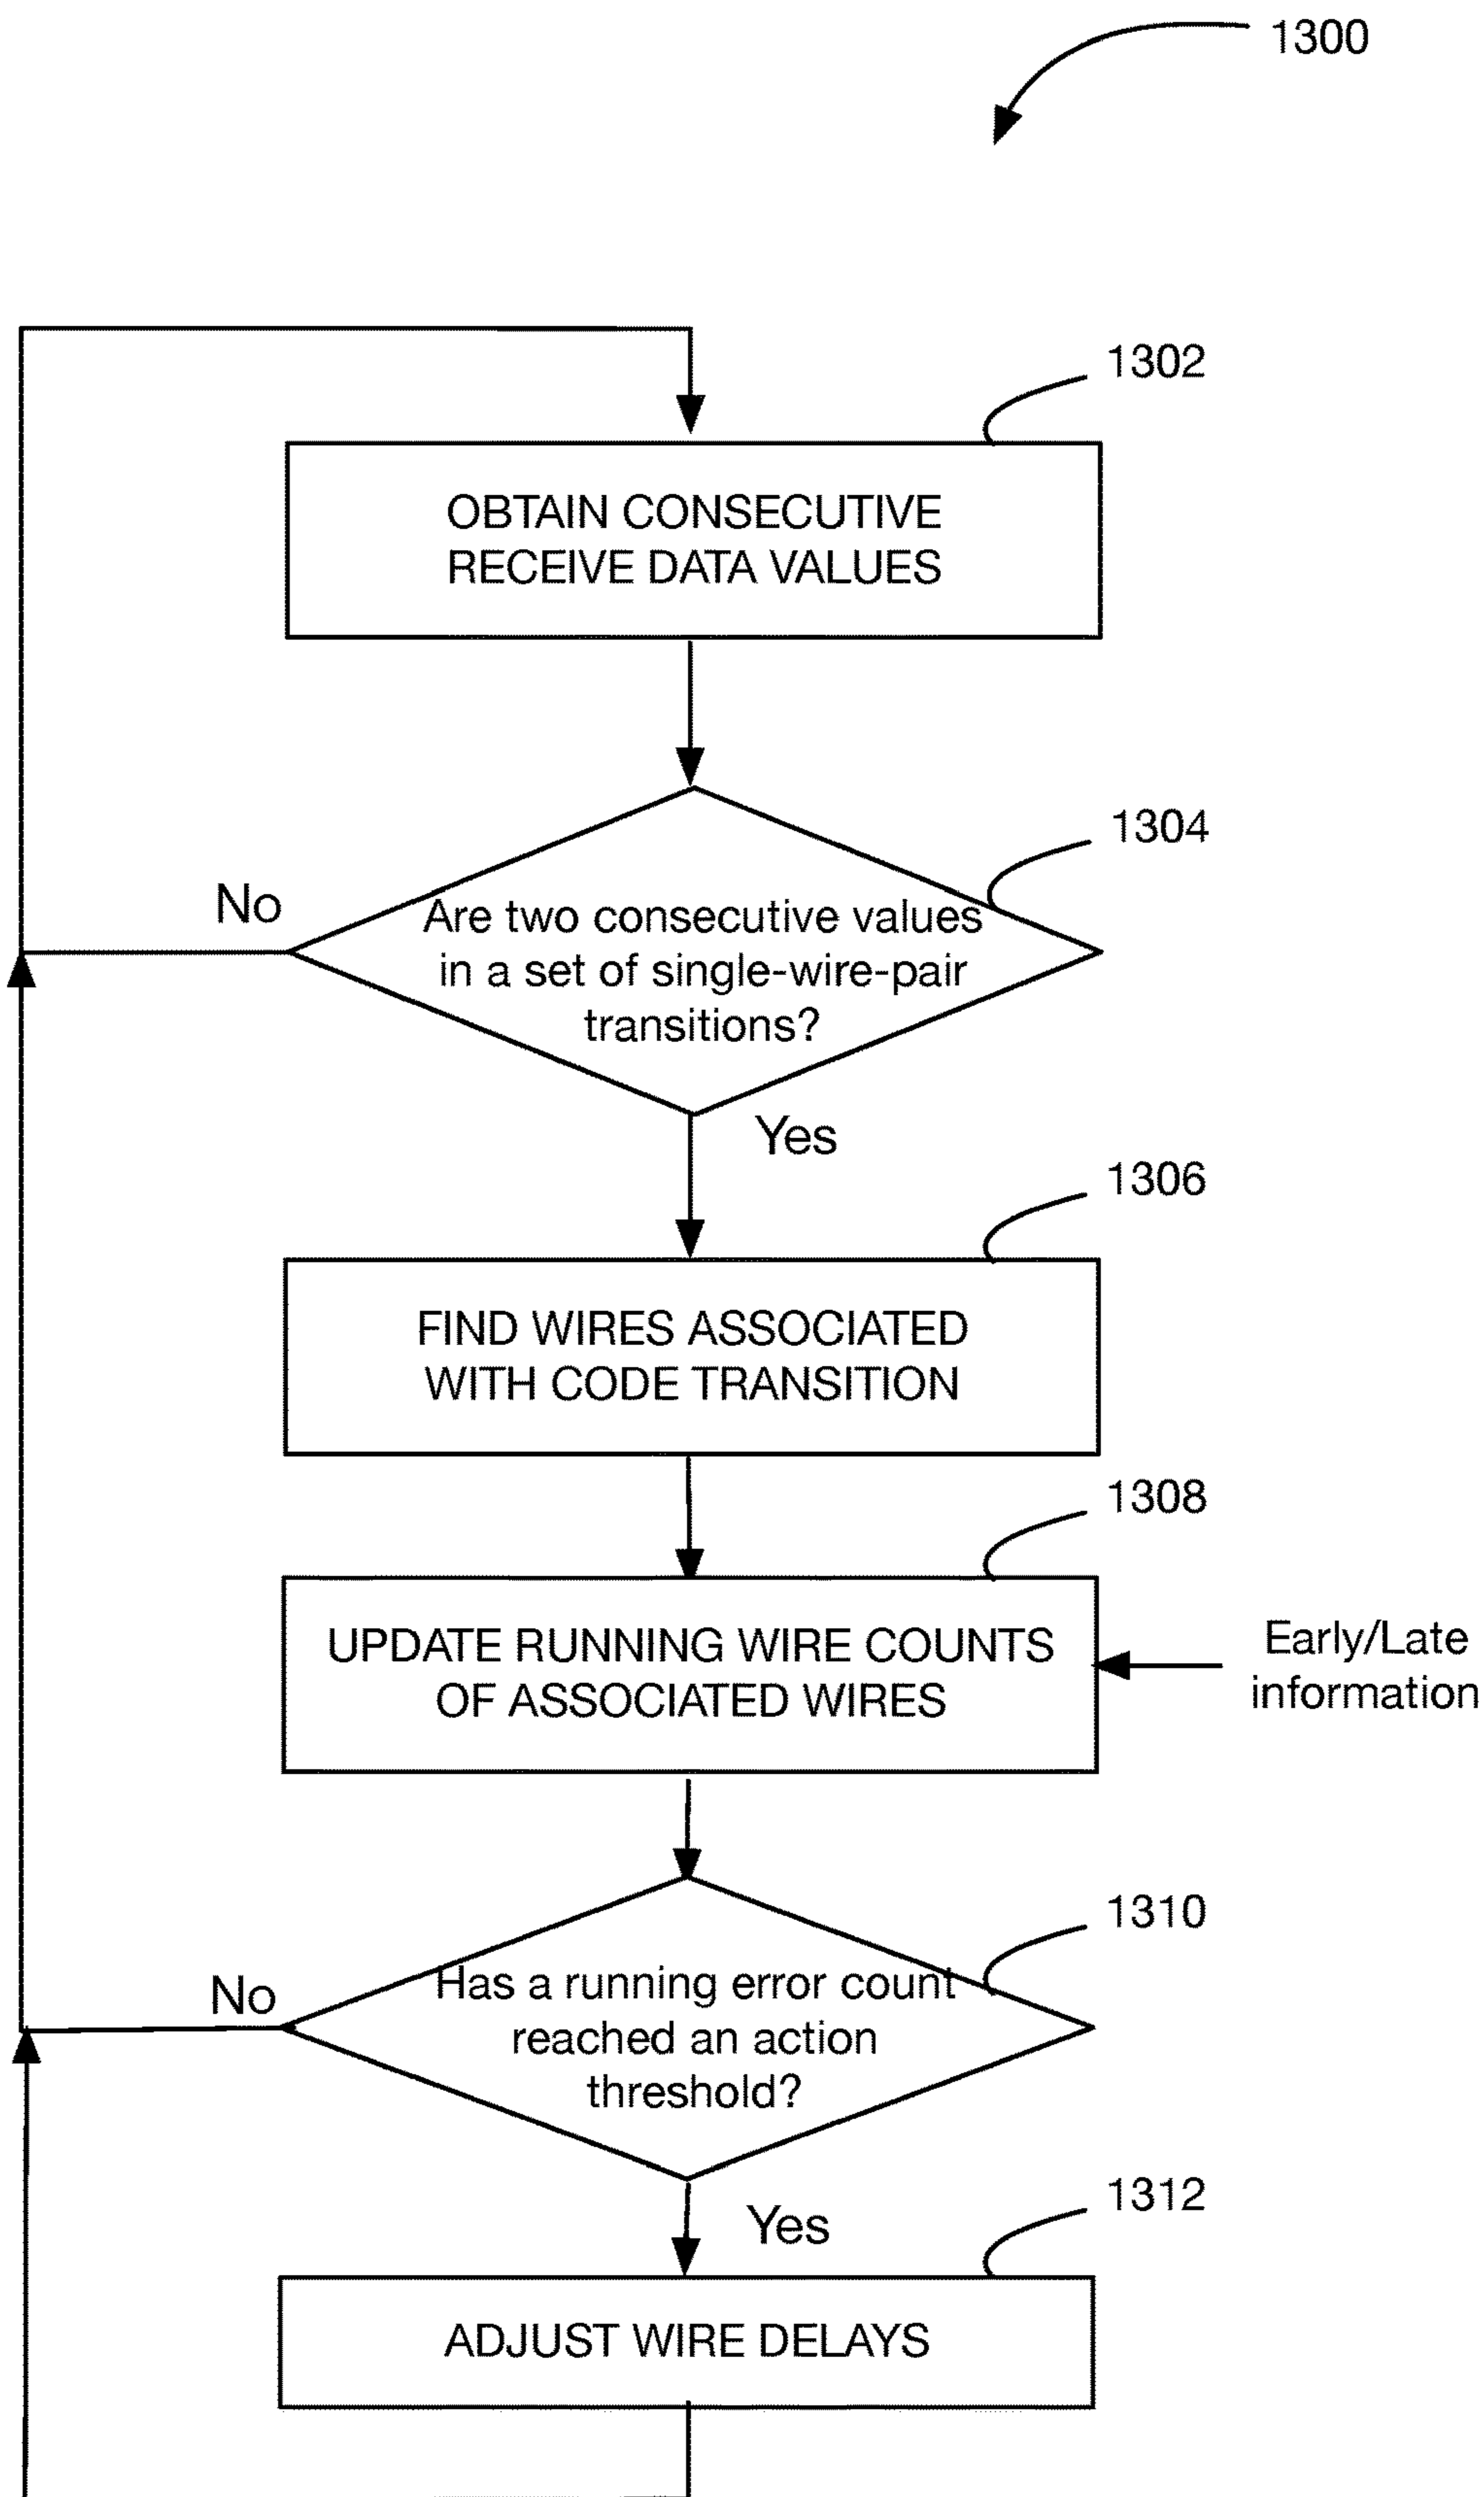 1300
1302
OBTAIN CONSECUTIVE
RECEIVE DATA VALUES
1304
No
Are two consecutive values
in a set of single-wire-pair
transitions?
Yes
1306
FIND WIRES ASSOCIATED
WITH CODE TRANSITION
1308
UPDATE RUNNING WIRE COUNTS
OF ASSOCIATED WIRES
Early/Late
information
1310
No
Has a running error count
reached an action
threshold?
Yes
1312
ADJUST WIRE DELAYS